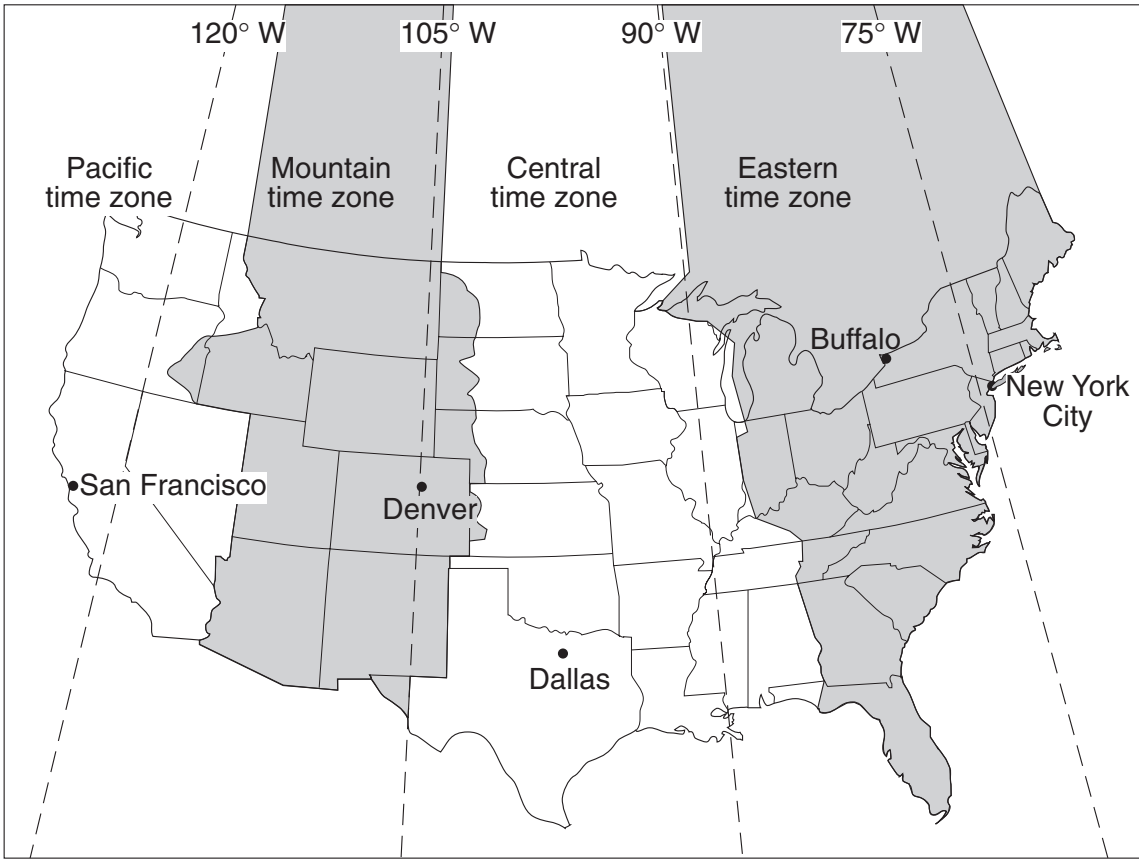 120° W
105° W
90° W
75° W
Pacific
time zone
Mountain
time zone
Central
time zone
Eastern
time zone
Buffalo
New York
City
San Francisco
Denver
Dallas